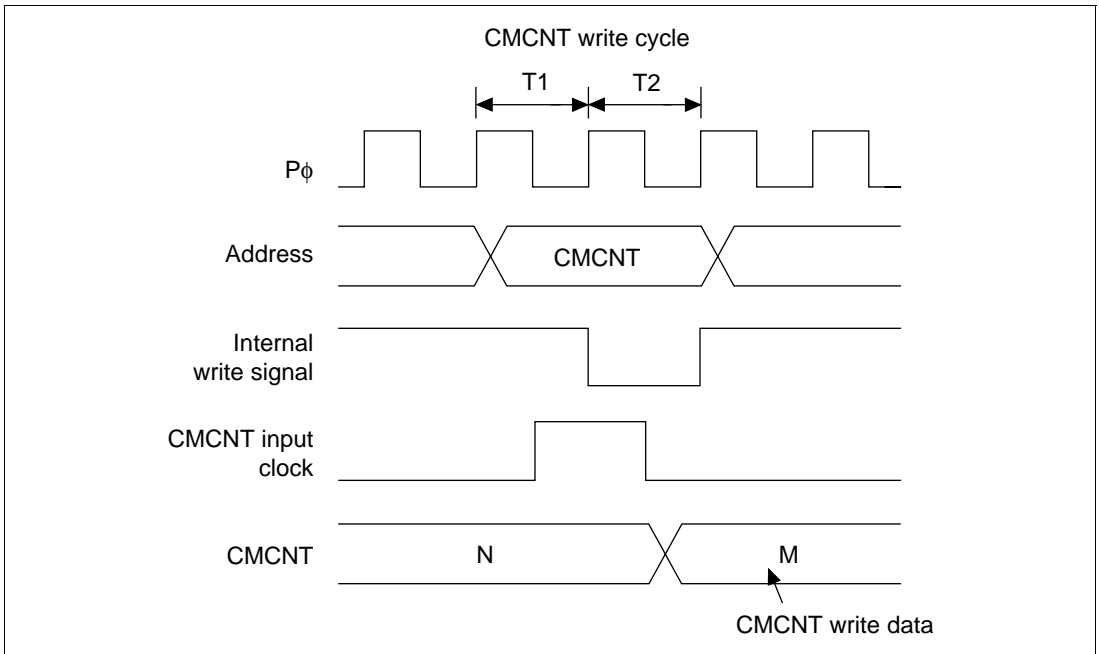 CMCNT write cycle
T1
T2
Pϕ
Address
CMCNT
Internal
write signal
CMCNT input
clock
CMCNT
N
M
CMCNT write data